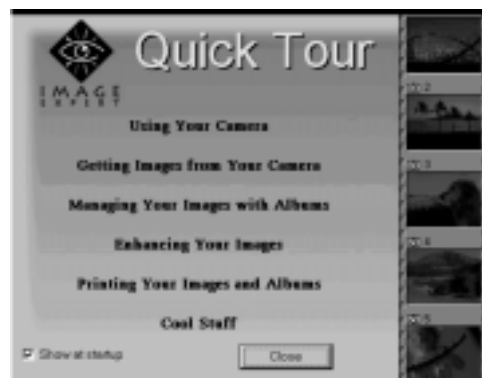 Quick Tour
IMAGE
EXPERT
Using Your Camera
Getting Images from Your Camera
Managing Your Images with Albums
Enhancing Your Images
Printing Your Images and Albums
Cool Stuff
Show at startup
Close